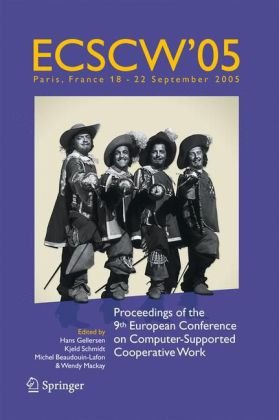 ECSCW'05
Paris, France 18 - 22 September 2005
Edited by
Hans Gellersen
Kjeld Schmidt
Michel Beaudouin-Lafon
& Wendy Mackay
Proceedings of the
9th European Conference
on Computer-Supported
Cooperative Work
Springer